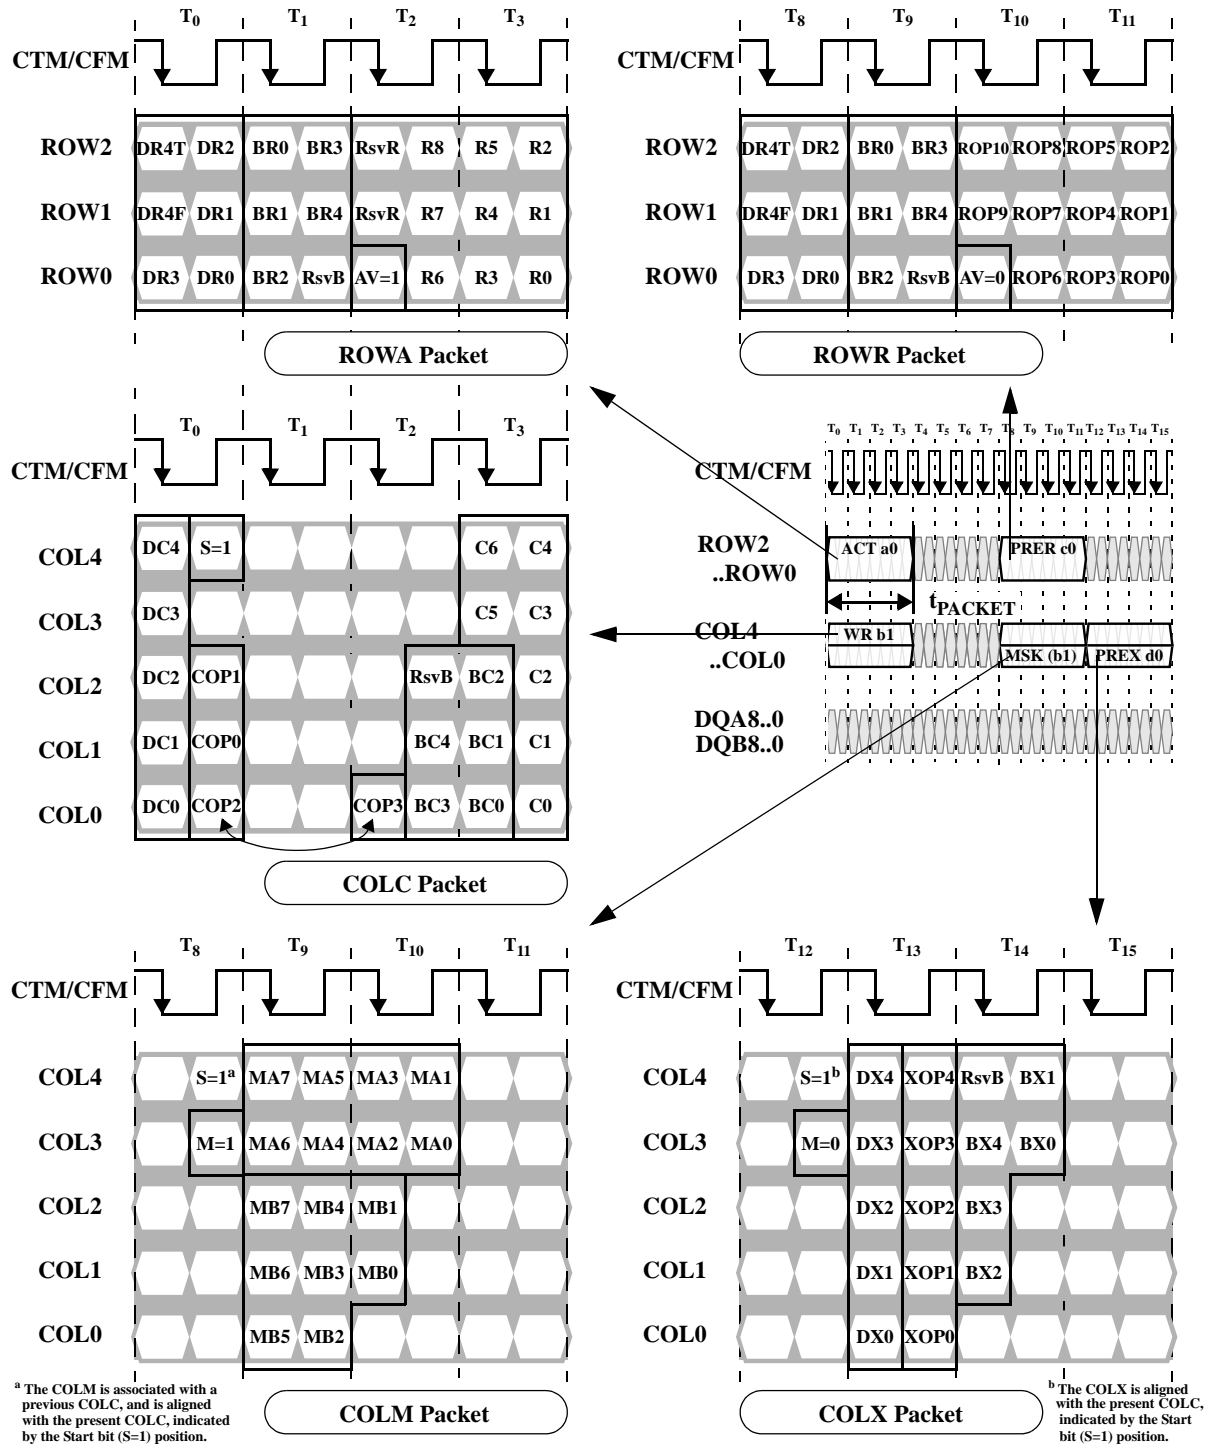 T0 T1 T2 T3
CTM/CFM
ROW2 DR4T DR2 BR0 BR3 RsvR R8 R5 R2
ROW1 DR4F DR1 BR1 BR4 RsvR R7 R4 R1
ROW0 DR3 DR0 BR2 RsvB AV=1 R6 R3 R0
ROWA Packet
T8 T9 T10 T11
CTM/CFM
ROW2 DR4T DR2 BR0 BR3 ROP10 ROP8 ROP5 ROP2
ROW1 DR4F DR1 BR1 BR4 ROP9 ROP7 ROP4 ROP1
ROW0 DR3 DR0 BR2 RsvB AV=0 ROP6 ROP3 ROP0
ROWR Packet
T0 T1 T2 T3
CTM/CFM
COL4 DC4 S=1 C6 C4
COL3 DC3 C5 C3
COL2 DC2 COP1 RsvB BC2 C2
COL1 DC1 COP0 BC4 BC1 C1
COL0 DC0 COP2 COP3 BC3 BC0 C0
COLC Packet
T0 T1 T2 T3 T4 T5 T6 T7 T8 T9 T10 T11 T12 T13 T14 T15
CTM/CFM
ROW2 ACT a0 PRER c0
..ROW0
tPACKET
COL4 WR b1
..COL0 MSK (b1) PREX d0
DQA8..0
DQB8..0
T8 T9 T10 T11
CTM/CFM
COL4 S=1a MA7 MA5 MA3 MA1
COL3 M=1 MA6 MA4 MA2 MA0
COL2 MB7 MB4 MB1
COL1 MB6 MB3 MB0
COL0 MB5 MB2
COLM Packet
a The COLM is associated with a
previous COLC, and is aligned
with the present COLC, indicated
by the Start bit (S=1) position.
T12 T13 T14 T15
CTM/CFM
COL4 S=1b DX4 XOP4 RsvB BX1
COL3 M=0 DX3 XOP3 BX4 BX0
COL2 DX2 XOP2 BX3
COL1 DX1 XOP1 BX2
COL0 DX0 XOP0
COLX Packet
b The COLX is aligned
with the present COLC,
indicated by the Start
bit (S=1) position.